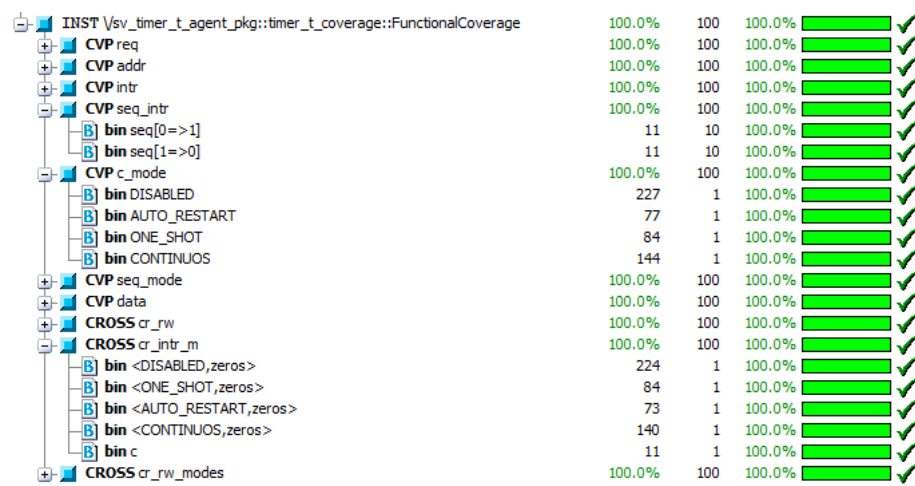 INST \/sv_timer_t_agent_pkg::timer_t_coverage::FunctionalCoverage 100.0% 100 100.0%
CVP req 100.0% 100 100.0%
CVP addr 100.0% 100 100.0%
CVP intr 100.0% 100 100.0%
CVP seq_intr 100.0% 100 100.0%
B] bin seq[0=>1] 11 10 100.0%
B] bin seq[1=>0] 11 10 100.0%
CVP c_mode 100.0% 100 100.0%
B] bin DISABLED 227 1 100.0%
B] bin AUTO_RESTART 77 1 100.0%
B] bin ONE_SHOT 84 1 100.0%
B] bin CONTINUOS 144 1 100.0%
CVP seq_mode 100.0% 100 100.0%
CVP data 100.0% 100 100.0%
CROSS cr_rw 100.0% 100 100.0%
CROSS cr_intr_m 100.0% 100 100.0%
B] bin <DISABLED,zeros> 224 1 100.0%
B] bin <ONE_SHOT,zeros> 84 1 100.0%
B] bin <AUTO_RESTART,zeros> 73 1 100.0%
B] bin <CONTINUOS,zeros> 140 1 100.0%
B] bin c 11 1 100.0%
CROSS cr_rw_modes 100.0% 100 100.0%